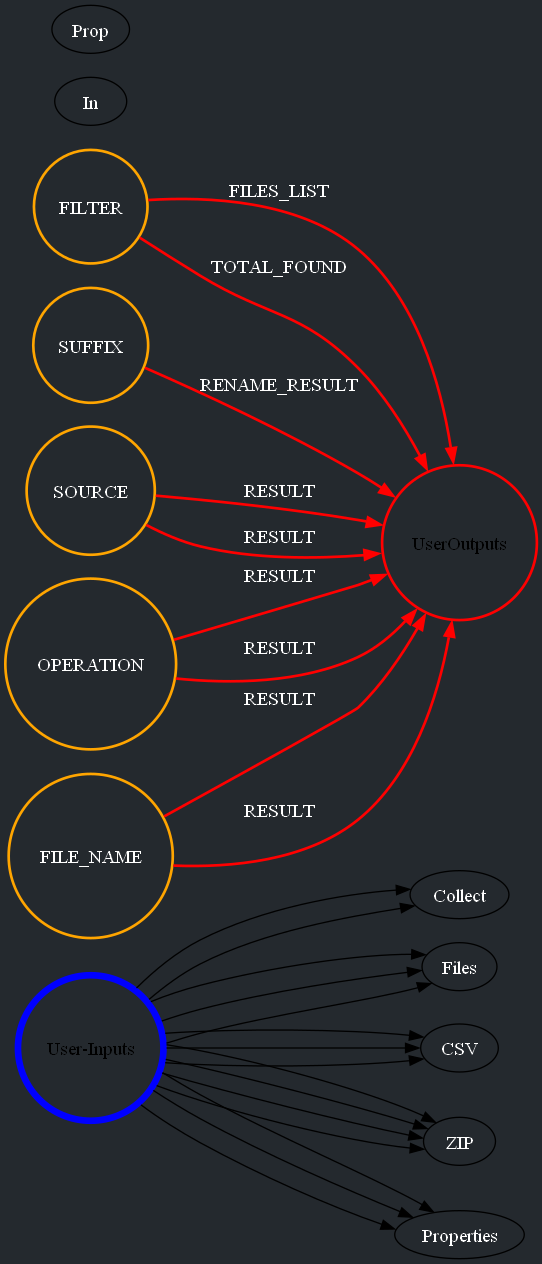 Prop
In
FILTER
FILES_LIST
TOTAL_FOUND
SUFFIX
RENAME_RESULT
SOURCE
RESULT
RESULT
UserOutputs
RESULT
OPERATION
RESULT
RESULT
FILE_NAME
RESULT
Collect
Files
User-Inputs
CSV
ZIP
Properties